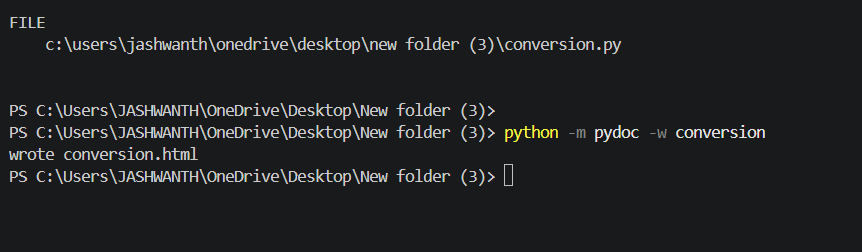 FILE
c:\users\jashwanth\onedrive\desktop\new folder (3)\conversion.py
PS C:\Users\JASHWANTH\OneDrive\Desktop\New folder (3)>
PS C:\Users\JASHWANTH\OneDrive\Desktop\New folder (3)> python -m pydoc -w conversion
wrote conversion.html
PS C:\Users\JASHWANTH\OneDrive\Desktop\New folder (3)>